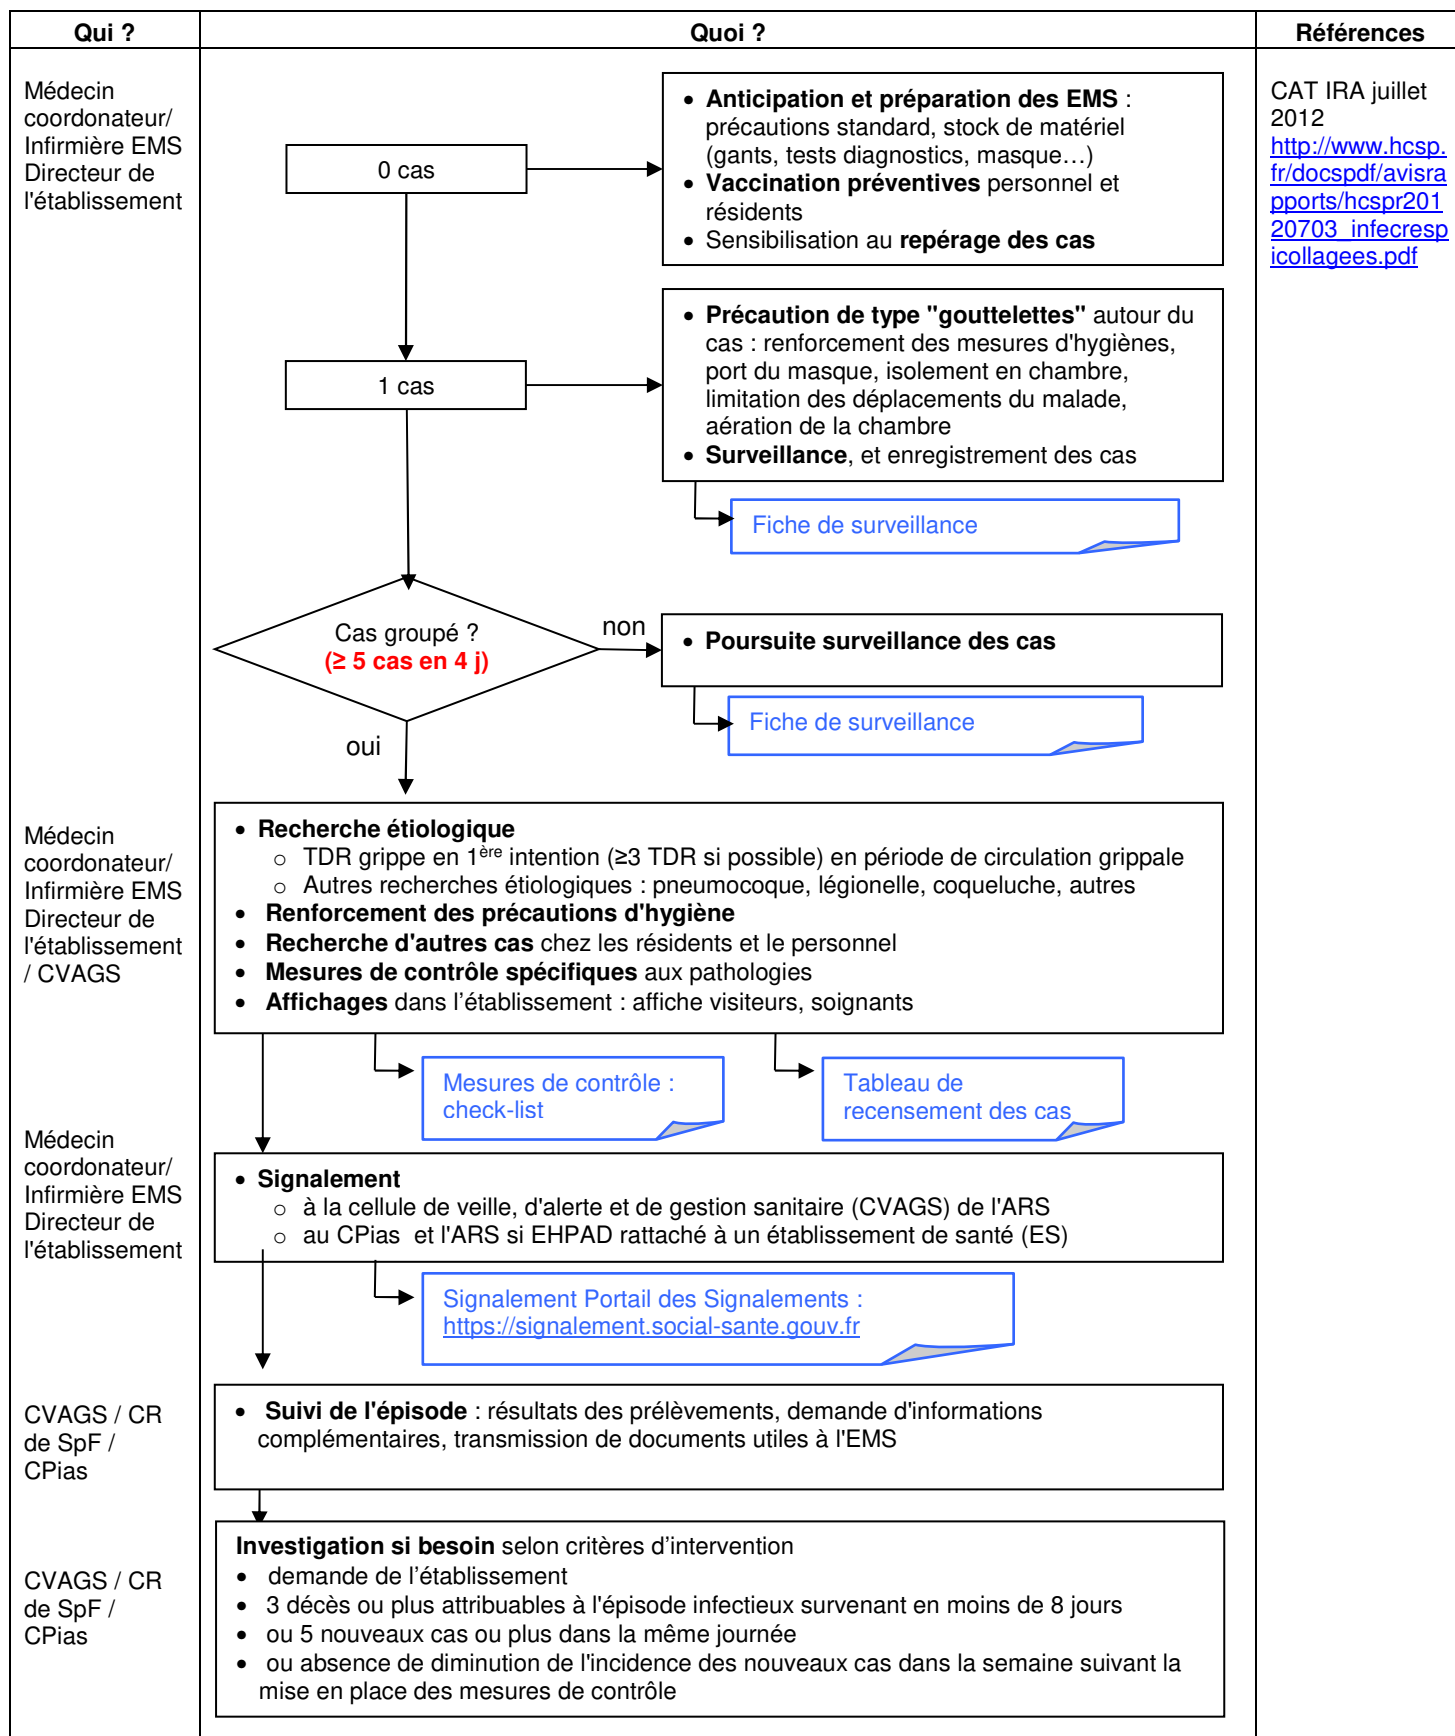 Qui ?
Quoi ?
Références
Médecin
coordonateur/
Infirmière EMS
Directeur de
l'établissement
0 cas
• Anticipation et préparation des EMS :
précautions standard, stock de matériel
(gants, tests diagnostics, masque…)
• Vaccination préventives personnel et
résidents
• Sensibilisation au repérage des cas
CAT IRA juillet
2012
http://www.hcsp.
fr/docspdf/avisra
pports/hcspr201
20703_infecresp
icollagees.pdf
1 cas
• Précaution de type "gouttelettes" autour du
cas : renforcement des mesures d'hygiènes,
port du masque, isolement en chambre,
limitation des déplacements du malade,
aération de la chambre
• Surveillance, et enregistrement des cas
Fiche de surveillance
Cas groupé ?
(≥ 5 cas en 4 j)
non
• Poursuite surveillance des cas
Fiche de surveillance
oui
Médecin
coordonateur/
Infirmière EMS
Directeur de
l'établissement
/ CVAGS
• Recherche étiologique
o TDR grippe en 1ère intention (≥3 TDR si possible) en période de circulation grippale
o Autres recherches étiologiques : pneumocoque, légionelle, coqueluche, autres
• Renforcement des précautions d'hygiène
• Recherche d'autres cas chez les résidents et le personnel
• Mesures de contrôle spécifiques aux pathologies
• Affichages dans l’établissement : affiche visiteurs, soignants
Mesures de contrôle :
check-list
Tableau de
recensement des cas
Médecin
coordonateur/
Infirmière EMS
Directeur de
l'établissement
• Signalement
o à la cellule de veille, d'alerte et de gestion sanitaire (CVAGS) de l'ARS
o au CPias et l'ARS si EHPAD rattaché à un établissement de santé (ES)
Signalement Portail des Signalements :
https://signalement.social-sante.gouv.fr
CVAGS / CR
de SpF /
CPias
• Suivi de l'épisode : résultats des prélèvements, demande d'informations
complémentaires, transmission de documents utiles à l'EMS
CVAGS / CR
de SpF /
CPias
Investigation si besoin selon critères d’intervention
• demande de l’établissement
• 3 décès ou plus attribuables à l'épisode infectieux survenant en moins de 8 jours
• ou 5 nouveaux cas ou plus dans la même journée
• ou absence de diminution de l'incidence des nouveaux cas dans la semaine suivant la
mise en place des mesures de contrôle